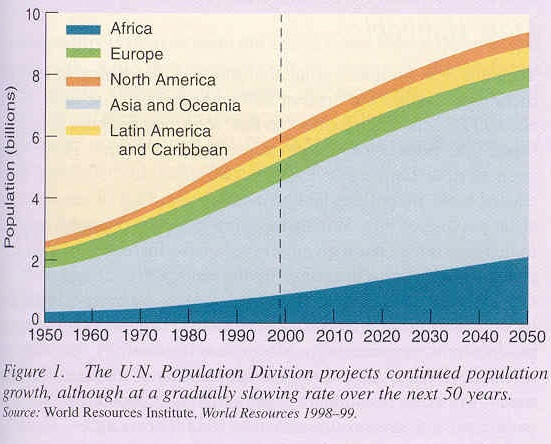 10
8
6
4
2
0
Population (billions)
Africa
Europe
North America
Asia and Oceania
Latin America
and Caribbean
1950 1960 1970 1980 1990 2000 2010 2020 2030 2040 2050
Figure 1. The U.N. Population Division projects continued population
growth, although at a gradually slowing rate over the next 50 years.
Source: World Resources Institute, World Resources 1998–99.